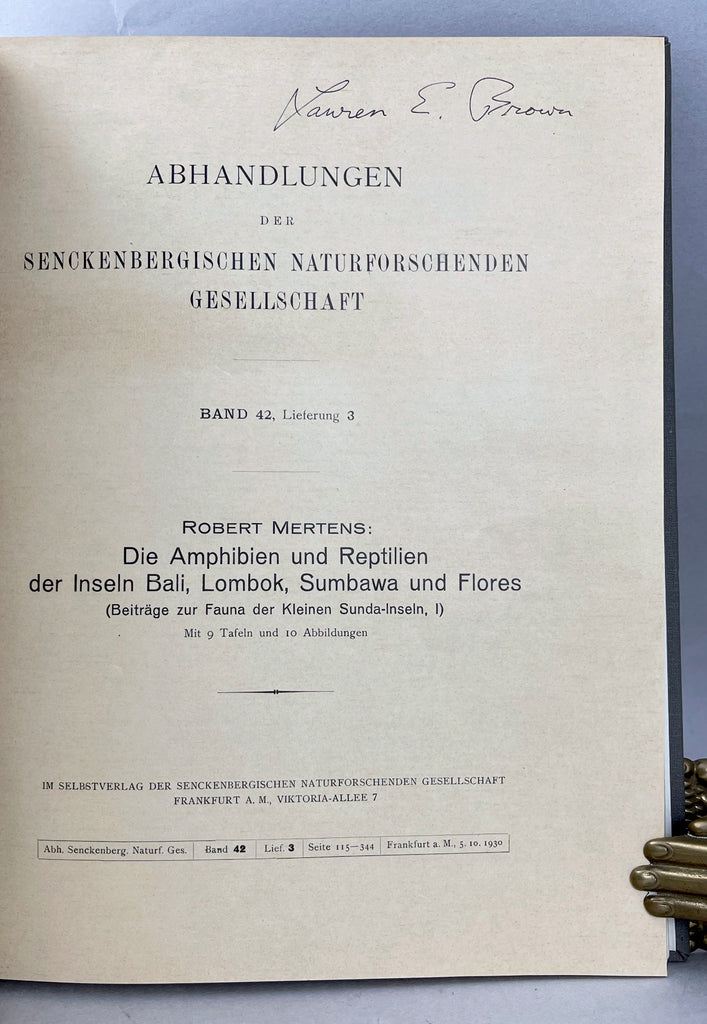 Lauren E. Brown
ABHANDLUNGEN
DER
SENCKENBERGISCHEN NATURFORSCHENDEN
GESELLSCHAFT
BAND 42, Lieferung 3
ROBERT MERTENS:
Die Amphibien und Reptilien
der Inseln Bali, Lombok, Sumbawa und Flores
(Beiträge zur Fauna der Kleinen Sunda-Inseln, I)
Mit 9 Tafeln und 10 Abbildungen
IM SELBSTVERLAG DER SENCKENBERGISCHEN NATURFORSCHENDEN GESELLSCHAFT
FRANKFURT A. M., VIKTORIA-ALLEE 7
Abh. Senckenberg. Naturf. Ges. Band 42 Lief. 3 Seite 115—344 Frankfurt a. M., 5. 10. 1930